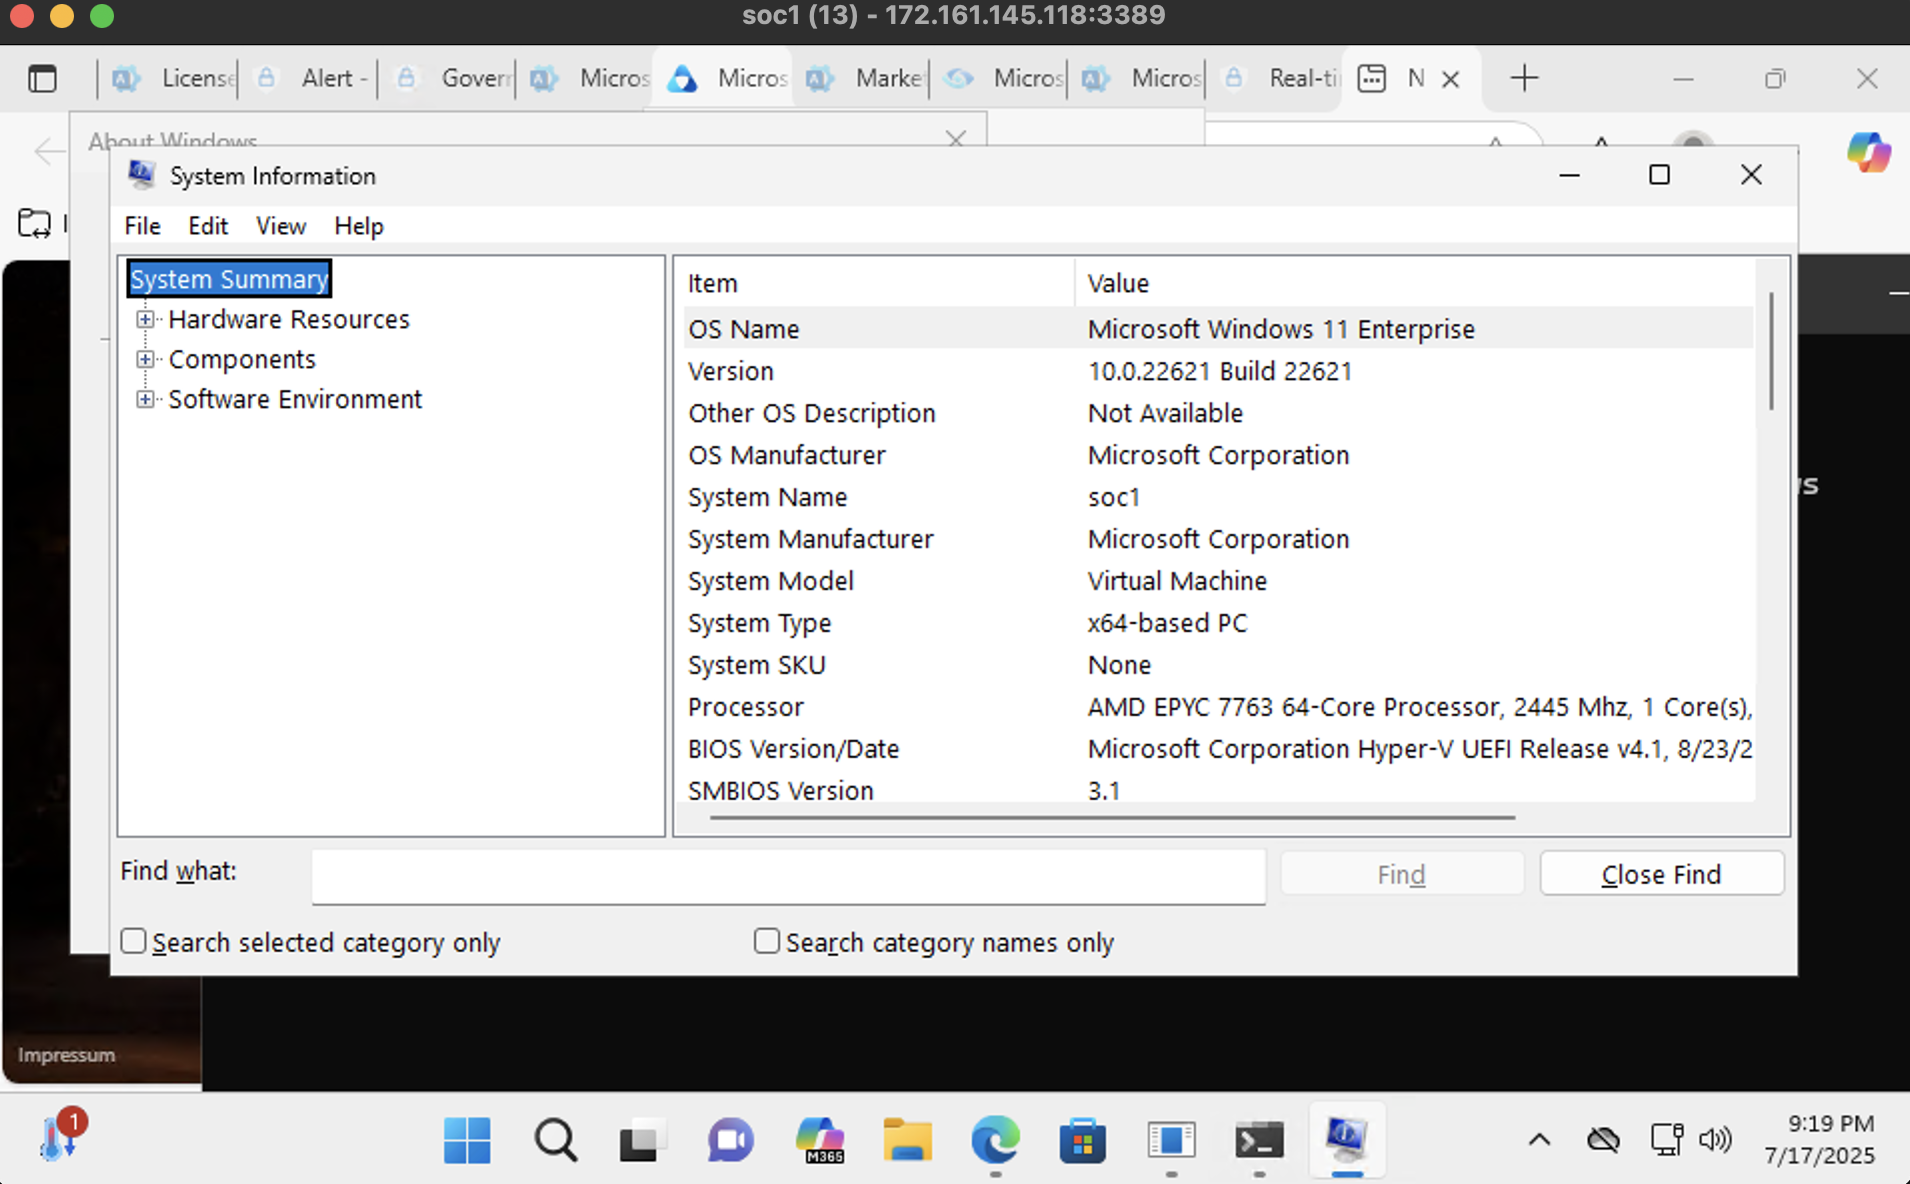 soc1 (13) - 172.161.145.118:3389
License Alert - Govern Micros Micros Market Micros Micros Real-ti N
About Windows
System Information
File Edit View Help
System Summary
Hardware Resources
Components
Software Environment
Item Value
OS Name Microsoft Windows 11 Enterprise
Version 10.0.22621 Build 22621
Other OS Description Not Available
OS Manufacturer Microsoft Corporation
System Name soc1
System Manufacturer Microsoft Corporation
System Model Virtual Machine
System Type x64-based PC
System SKU None
Processor AMD EPYC 7763 64-Core Processor, 2445 Mhz, 1 Core(s),
BIOS Version/Date Microsoft Corporation Hyper-V UEFI Release v4.1, 8/23/2
SMBIOS Version 3.1
Find what:
Find
Close Find
Search selected category only
Search category names only
Impressum
1
M365
9:19 PM
7/17/2025